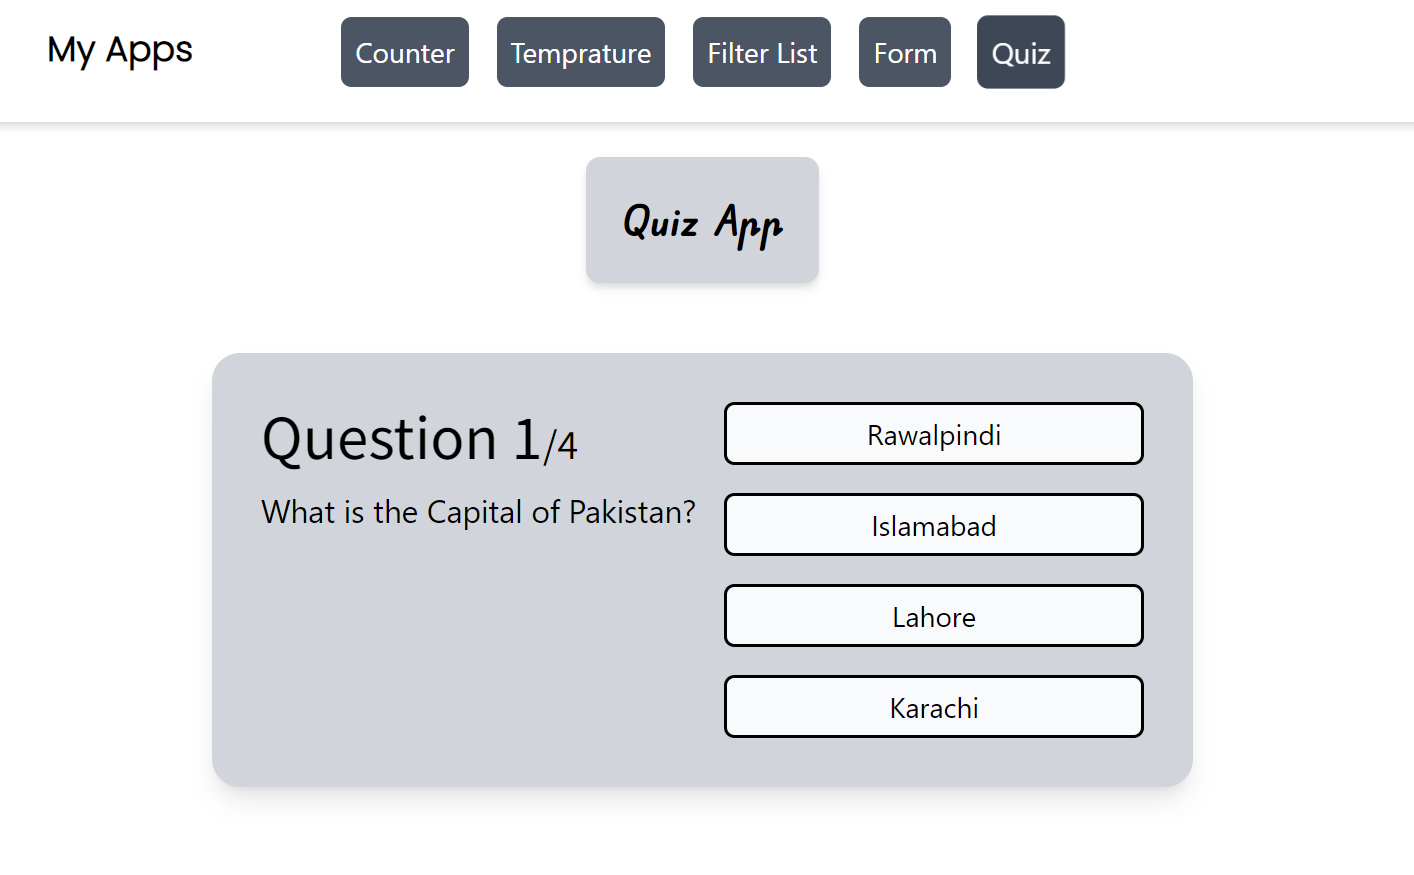 My Apps
Counter
Temprature
Filter List
Form
Quiz
Quiz App
Question 1/4
What is the Capital of Pakistan?
Rawalpindi
Islamabad
Lahore
Karachi